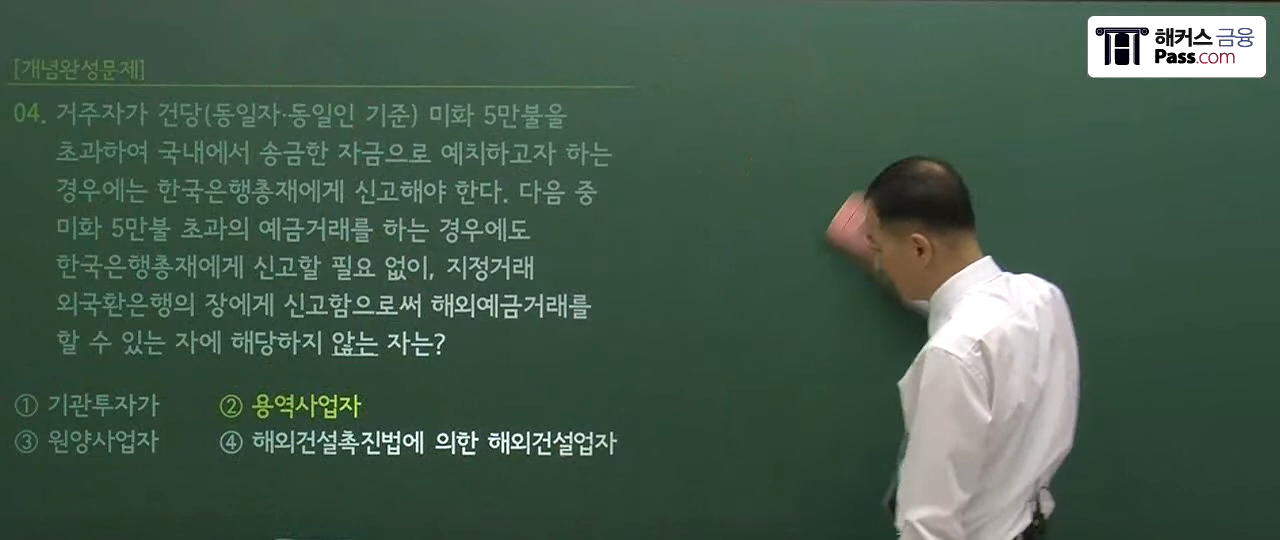 해커스 금융
Pass.com
[개념완성문제]
04. 거주자가 건당(동일자·동일인 기준) 미화 5만불을
초과하여 국내에서 송금한 자금으로 예치하고자 하는
경우에는 한국은행총재에게 신고해야 한다. 다음 중
미화 5만불 초과의 예금거래를 하는 경우에도
한국은행총재에게 신고할 필요 없이, 지정거래
외국환은행의 장에게 신고함으로써 해외예금거래를
할 수 있는 자에 해당하지 않는 자는?
① 기관투자가 ② 용역사업자
③ 원양사업자 ④ 해외건설촉진법에 의한 해외건설업자